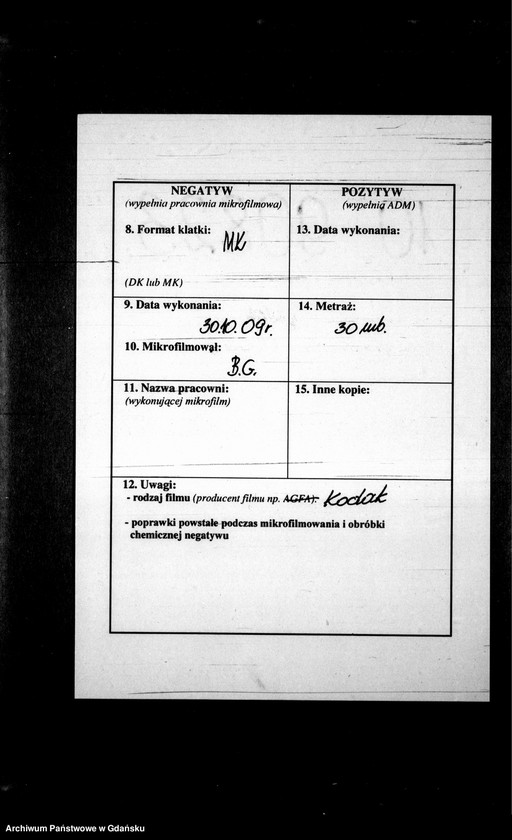 NEGATYW
(wypełnia pracownia mikrofilmowa)
8. Format klatki:
MK
(DK lub MK)
9. Data wykonania:
30.10.09r.
10. Mikrofilmował:
B.G.
11. Nazwa pracowni:
(wykonującej mikrofilm)
POZYTYW
(wypełnia ADM)
13. Data wykonania:
14. Metraż:
30 mb.
15. Inne kopie:
12. Uwagi:
- rodzaj filmu (producent filmu np. AGFA): Kodak
- poprawki powstałe podczas mikrofilmowania i obróbki
chemicznej negatywu
Archiwum Państwowe w Gdańsku